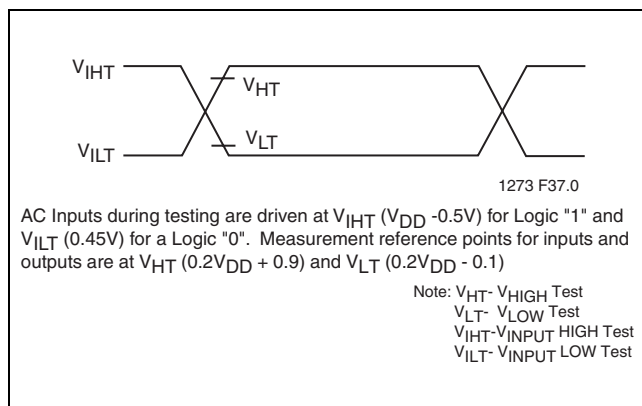 VIHT
VHT
VLT
VILT
1273 F37.0
AC Inputs during testing are driven at VIHT (VDD -0.5V) for Logic "1" and
VILT (0.45V) for a Logic "0".  Measurement reference points for inputs and
outputs are at VHT (0.2VDD + 0.9) and VLT (0.2VDD - 0.1)
Note: VHT- VHIGH Test
VLT- VLOW Test
VIHT-VINPUT HIGH Test
VILT- VINPUT LOW Test